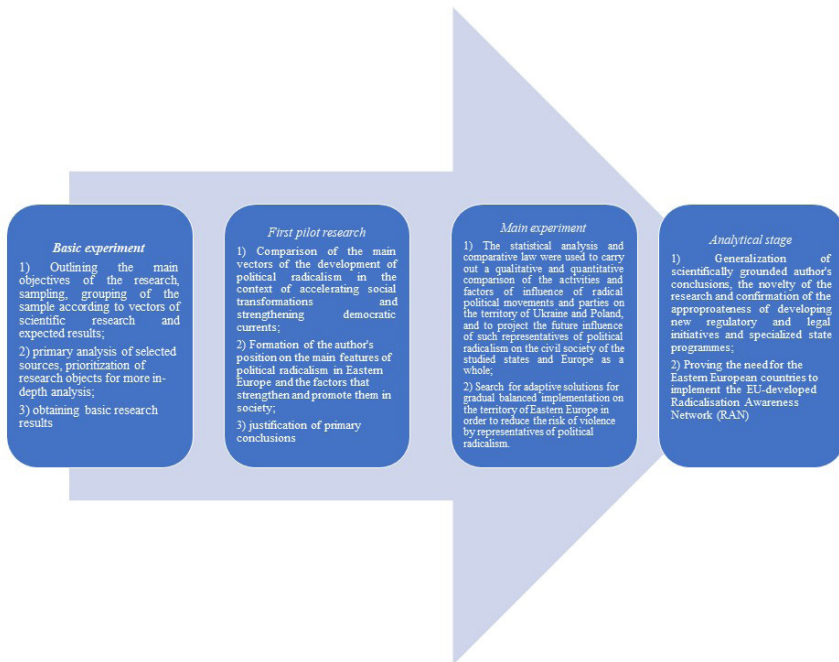 Basic experiment
1) Outlining the main
objectives of the research,
sampling, grouping of the
sample according to vectors of
scientific research and
expected results;
2) primary analysis of selected
sources, prioritization of
research objects for more in-
depth analysis;
3) obtaining basic research
results
First pilot research
1) Comparison of the main
vectors of the development of
political radicalism in the
context of accelerating social
transformations and
strengthening democratic
currents;
2) Formation of the author's
position on the main features of
political radicalism in Eastern
Europe and the factors that
strengthen and promote them in
society;
3) justification of primary
conclusions
Main experiment
1) The statistical analysis and
comparative law were used to carry
out a qualitative and quantitative
comparison of the activities and
factors of influence of radical
political movements and parties on
the territory of Ukraine and Poland,
and to project the future influence
of such representatives of political
radicalism on the civil society of the
studied states and Europe as a
whole;
2) Search for adaptive solutions for
gradual balanced implementation on
the territory of Eastern Europe in
order to reduce the risk of violence
by representatives of political
radicalism.
Analytical stage
1) Generalization of
scientifically grounded author's
conclusions, the novelty of the
research and confirmation of the
approproateness of developing
new regulatory and legal
initiatives and specialized state
programmes;
2) Proving the need for the
Eastern European countries to
implement the EU-developed
Radicalisation Awareness
Network (RAN)